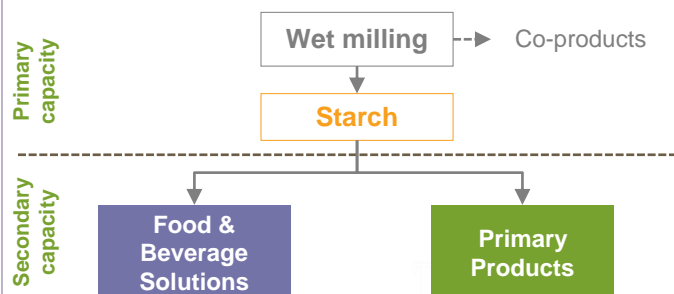 Primary
capacity
Wet milling
Co-products
Starch
Secondary
capacity
Food &
Beverage
Solutions
Primary
Products